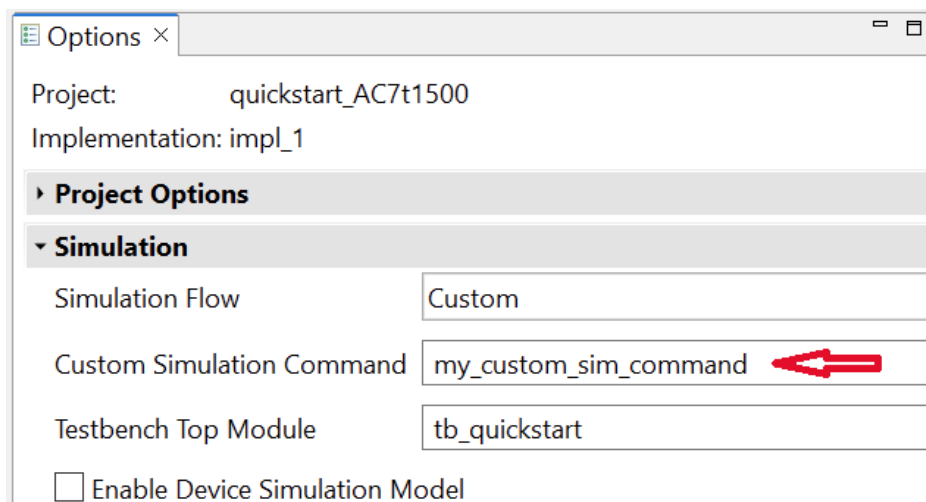 Options
Project: quickstart_AC7t1500
Implementation: impl_1
Project Options
Simulation
Simulation Flow Custom
Custom Simulation Command my_custom_sim_command
Testbench Top Module tb_quickstart
Enable Device Simulation Model